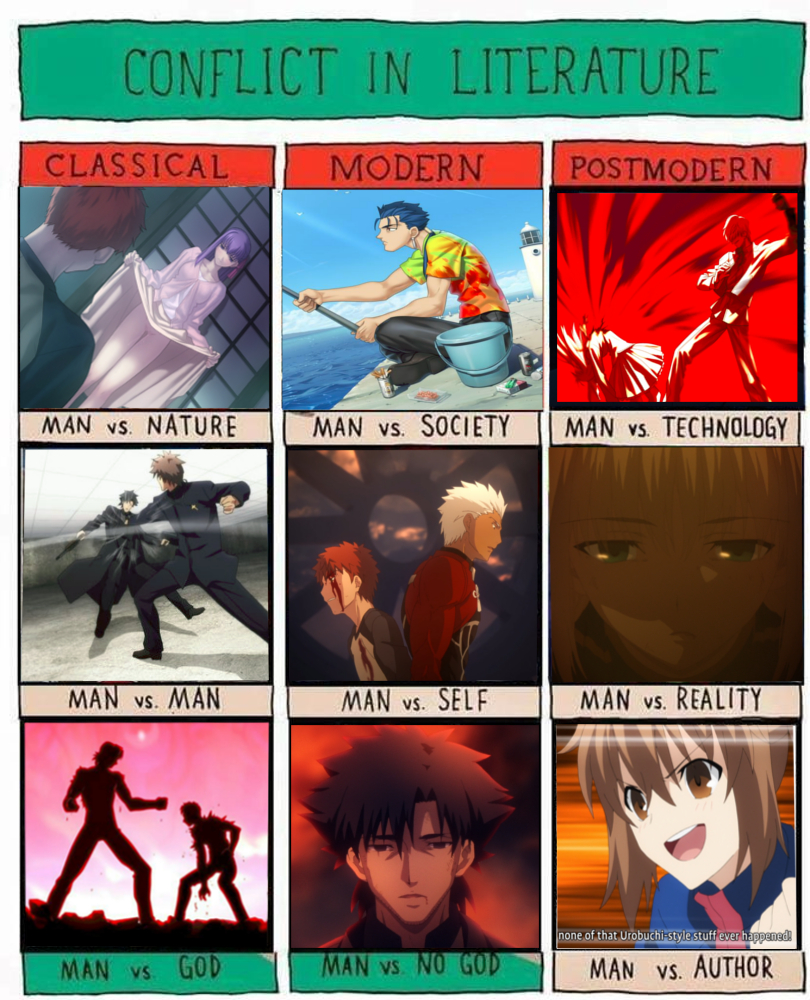 CONFLICT IN LITERATURE
CLASSICAL
MODERN
POSTMODERN
MAN vs. NATURE
MAN vs. SOCIETY
MAN vs. TECHNOLOGY
MAN vs. MAN
MAN vs. SELF
MAN vs. REALITY
none of that Urobuchi-style stuff ever happened!
MAN vs. GOD
MAN vs. NO GOD
MAN vs. AUTHOR